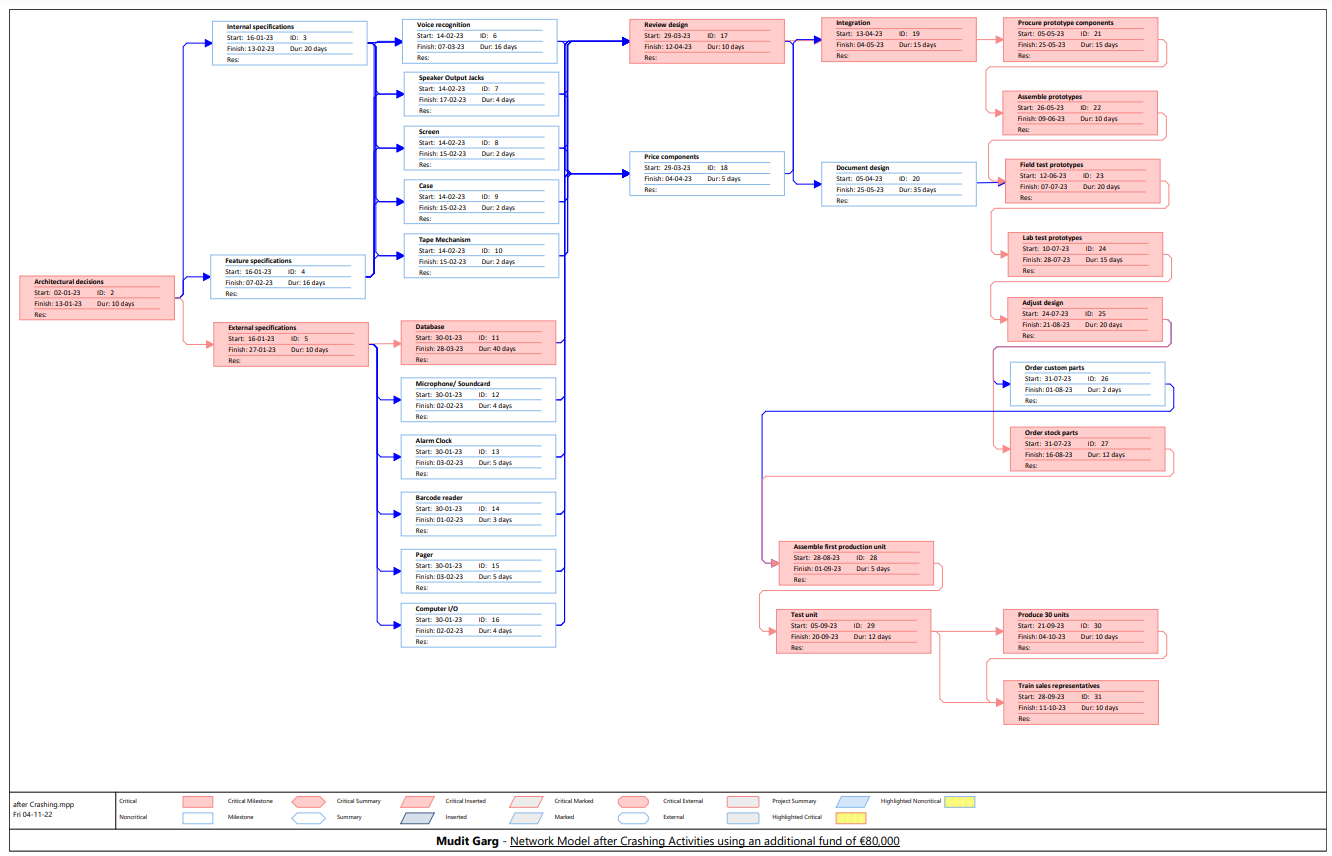 Internal specifications
Start: 16-01-23 ID: 3
Finish: 13-02-23 Dur: 20 days
Res:
Feature specifications
Start: 16-01-23 ID: 4
Finish: 07-02-23 Dur: 16 days
Res:
Architectural decisions
Start: 02-01-23 ID: 2
Finish: 13-01-23 Dur: 10 days
Res:
External specifications
Start: 16-01-23 ID: 5
Finish: 27-01-23 Dur: 10 days
Res:
Voice recognition
Start: 14-02-23 ID: 6
Finish: 07-03-23 Dur: 16 days
Res:
Speaker Output Jacks
Start: 14-02-23 ID: 7
Finish: 17-02-23 Dur: 4 days
Res:
Screen
Start: 14-02-23 ID: 8
Finish: 15-02-23 Dur: 2 days
Res:
Case
Start: 14-02-23 ID: 9
Finish: 15-02-23 Dur: 2 days
Res:
Tape Mechanism
Start: 14-02-23 ID: 10
Finish: 15-02-23 Dur: 2 days
Res:
Database
Start: 30-01-23 ID: 11
Finish: 28-03-23 Dur: 40 days
Res:
Microphone/ Soundcard
Start: 30-01-23 ID: 12
Finish: 02-02-23 Dur: 4 days
Res:
Alarm Clock
Start: 30-01-23 ID: 13
Finish: 03-02-23 Dur: 5 days
Res:
Barcode reader
Start: 30-01-23 ID: 14
Finish: 01-02-23 Dur: 3 days
Res:
Pager
Start: 30-01-23 ID: 15
Finish: 03-02-23 Dur: 5 days
Res:
Computer I/O
Start: 30-01-23 ID: 16
Finish: 02-02-23 Dur: 4 days
Res:
Review design
Start: 29-03-23 ID: 17
Finish: 12-04-23 Dur: 10 days
Res:
Price components
Start: 29-03-23 ID: 18
Finish: 04-04-23 Dur: 5 days
Res:
Integration
Start: 13-04-23 ID: 19
Finish: 04-05-23 Dur: 15 days
Res:
Document design
Start: 05-04-23 ID: 20
Finish: 25-05-23 Dur: 35 days
Res:
Procure prototype components
Start: 05-05-23 ID: 21
Finish: 25-05-23 Dur: 15 days
Res:
Assemble prototypes
Start: 26-05-23 ID: 22
Finish: 09-06-23 Dur: 10 days
Res:
Field test prototypes
Start: 12-06-23 ID: 23
Finish: 07-07-23 Dur: 20 days
Res:
Lab test prototypes
Start: 10-07-23 ID: 24
Finish: 28-07-23 Dur: 15 days
Res:
Adjust design
Start: 24-07-23 ID: 25
Finish: 21-08-23 Dur: 20 days
Res:
Order custom parts
Start: 31-07-23 ID: 26
Finish: 01-08-23 Dur: 2 days
Res:
Order stock parts
Start: 31-07-23 ID: 27
Finish: 16-08-23 Dur: 12 days
Res:
Assemble first production unit
Start: 28-08-23 ID: 28
Finish: 01-09-23 Dur: 5 days
Res:
Test unit
Start: 05-09-23 ID: 29
Finish: 20-09-23 Dur: 12 days
Res:
Produce 30 units
Start: 21-09-23 ID: 30
Finish: 04-10-23 Dur: 10 days
Res:
Train sales representatives
Start: 28-09-23 ID: 31
Finish: 11-10-23 Dur: 10 days
Res:
after Crashing.mpp
Fri 04-11-22
Critical Critical Milestone Critical Summary Critical Inserted Critical Marked Critical External Project Summary Highlighted Noncritical
Noncritical Milestone Summary Inserted Marked External Highlighted Critical
Mudit Garg - Network Model after Crashing Activities using an additional fund of €80,000